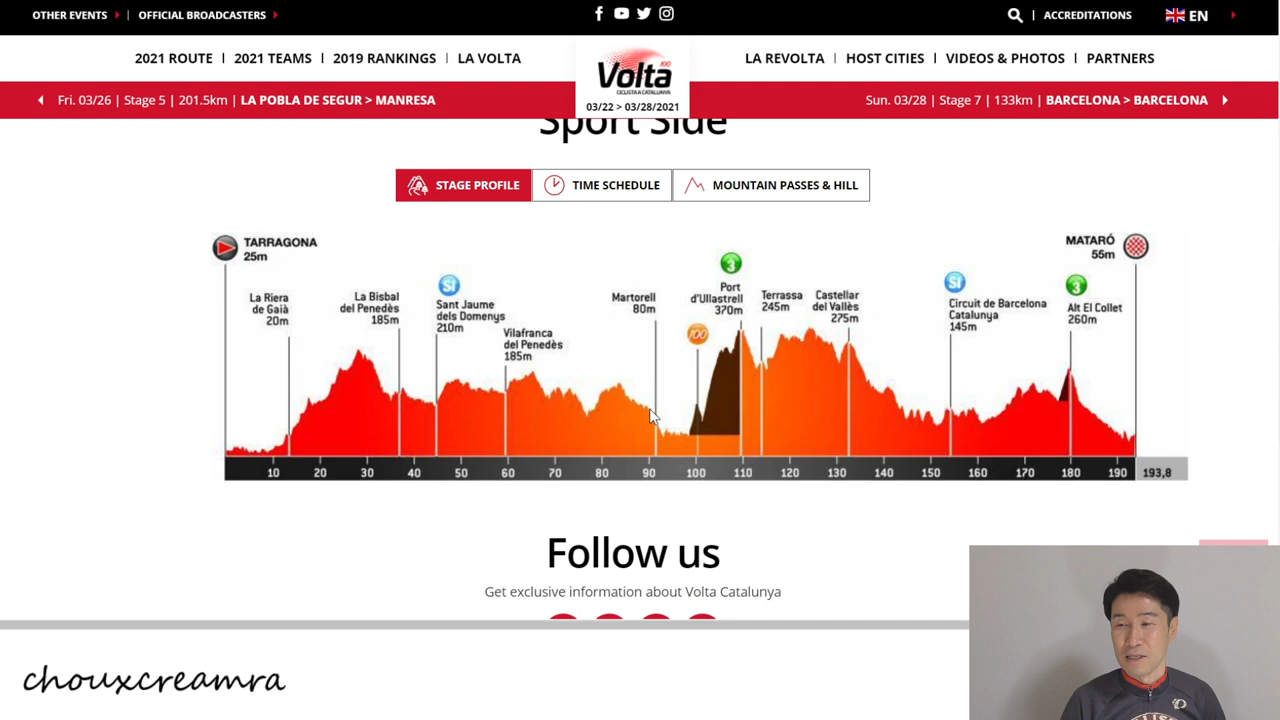 OTHER EVENTS | OFFICIAL BROADCASTERS
| ACCREDITATIONS EN
2021 ROUTE | 2021 TEAMS | 2019 RANKINGS | LA VOLTA
Volta 100
CICLISTA A CATALUNYA
03/22 > 03/28/2021
LA REVOLTA | HOST CITIES | VIDEOS & PHOTOS | PARTNERS
Fri. 03/26 | Stage 5 | 201.5km | LA POBLA DE SEGUR > MANRESA
Sun. 03/28 | Stage 7 | 133km | BARCELONA > BARCELONA
Sport Side
STAGE PROFILE
TIME SCHEDULE
MOUNTAIN PASSES & HILL
TARRAGONA
25m
La Riera
de Gaià
20m
La Bisbal
del Penedès
185m
SI
Sant Jaume
dels Domenys
210m
Vilafranca
del Penedès
185m
Martorell
80m
100
3
Port
d'Ullastrell
370m
Terrassa
245m
Castellar
del Vallès
275m
SI
Circuit de Barcelona
Catalunya
145m
3
Alt El Collet
260m
MATARÓ
55m
10 20 30 40 50 60 70 80 90 100 110 120 130 140 150 160 170 180 190 193,8
Follow us
Get exclusive information about Volta Catalunya
chouxcreamra